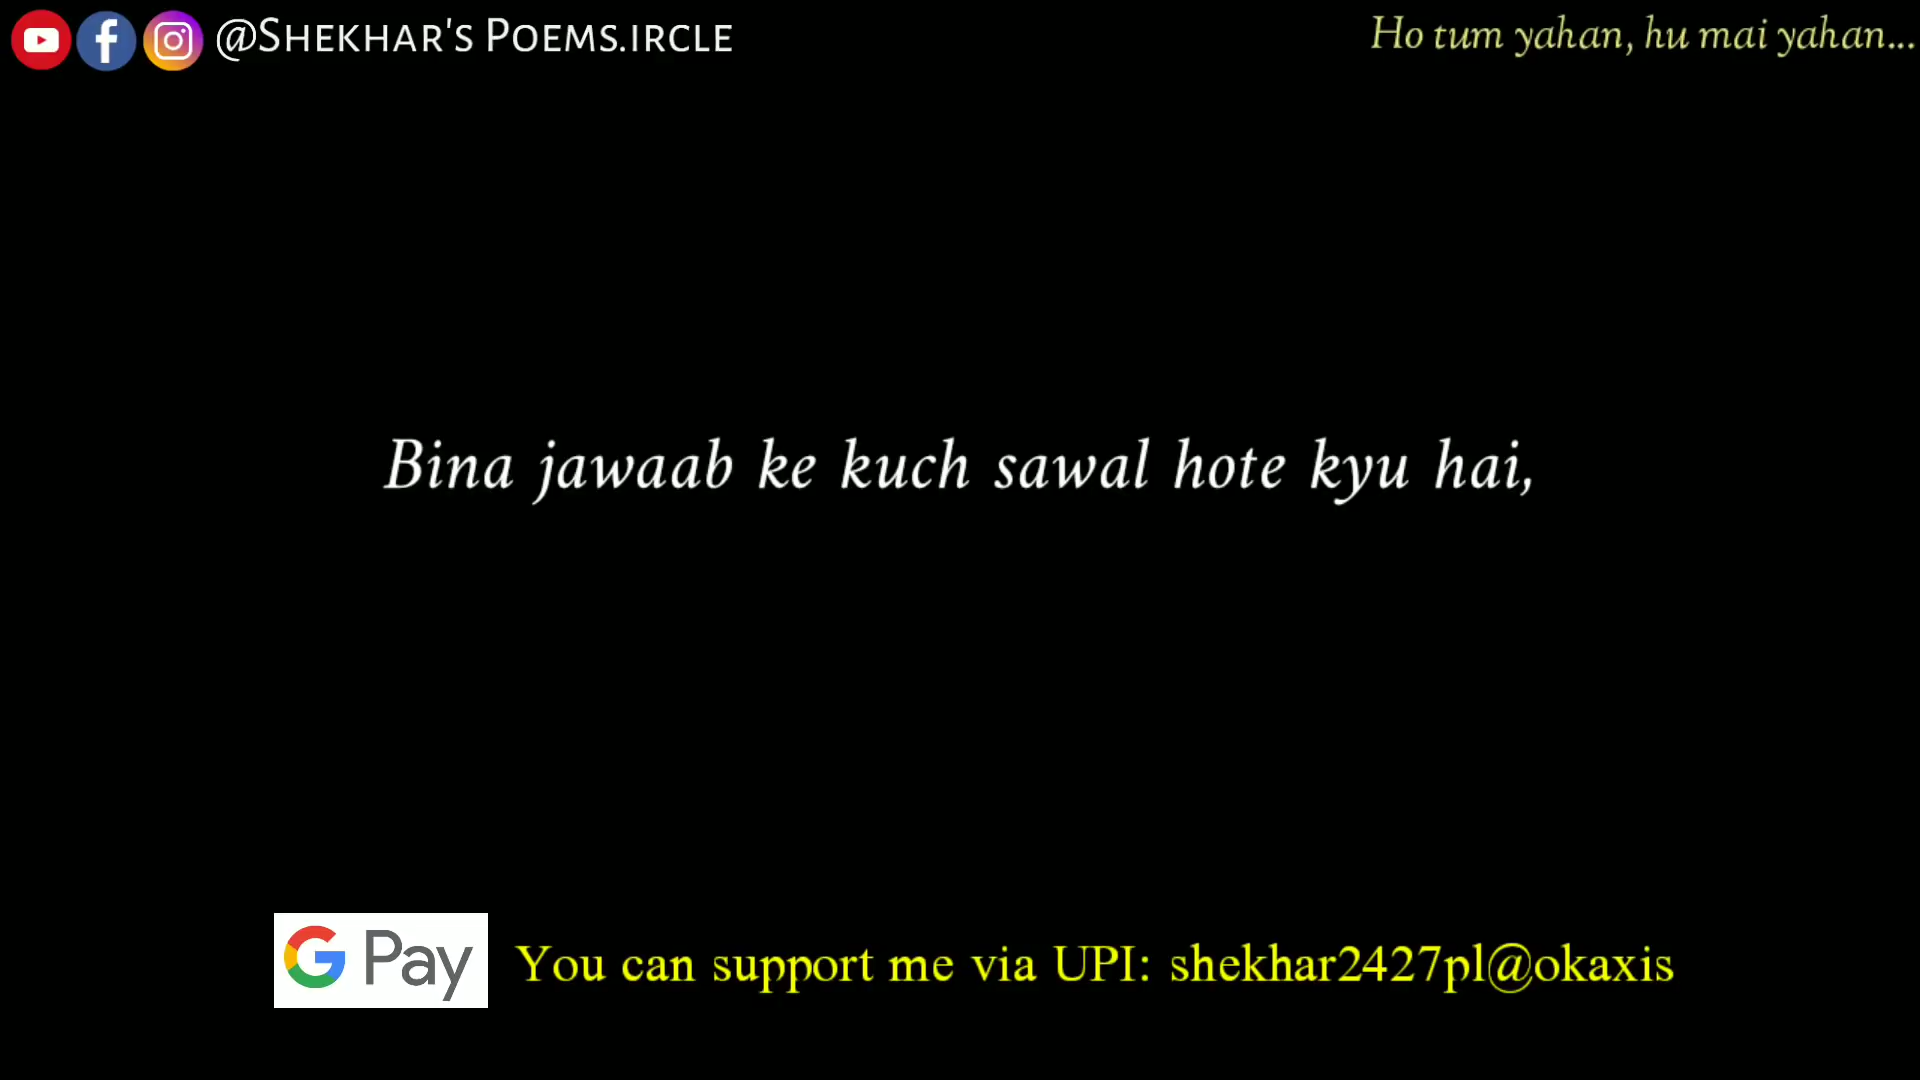 @Shekhar's Poems.ircle
Ho tum yahan, hu mai yahan...
Bina jawaab ke kuch sawal hote kyu hai,
G Pay
You can support me via UPI: shekhar2427pl@okaxis